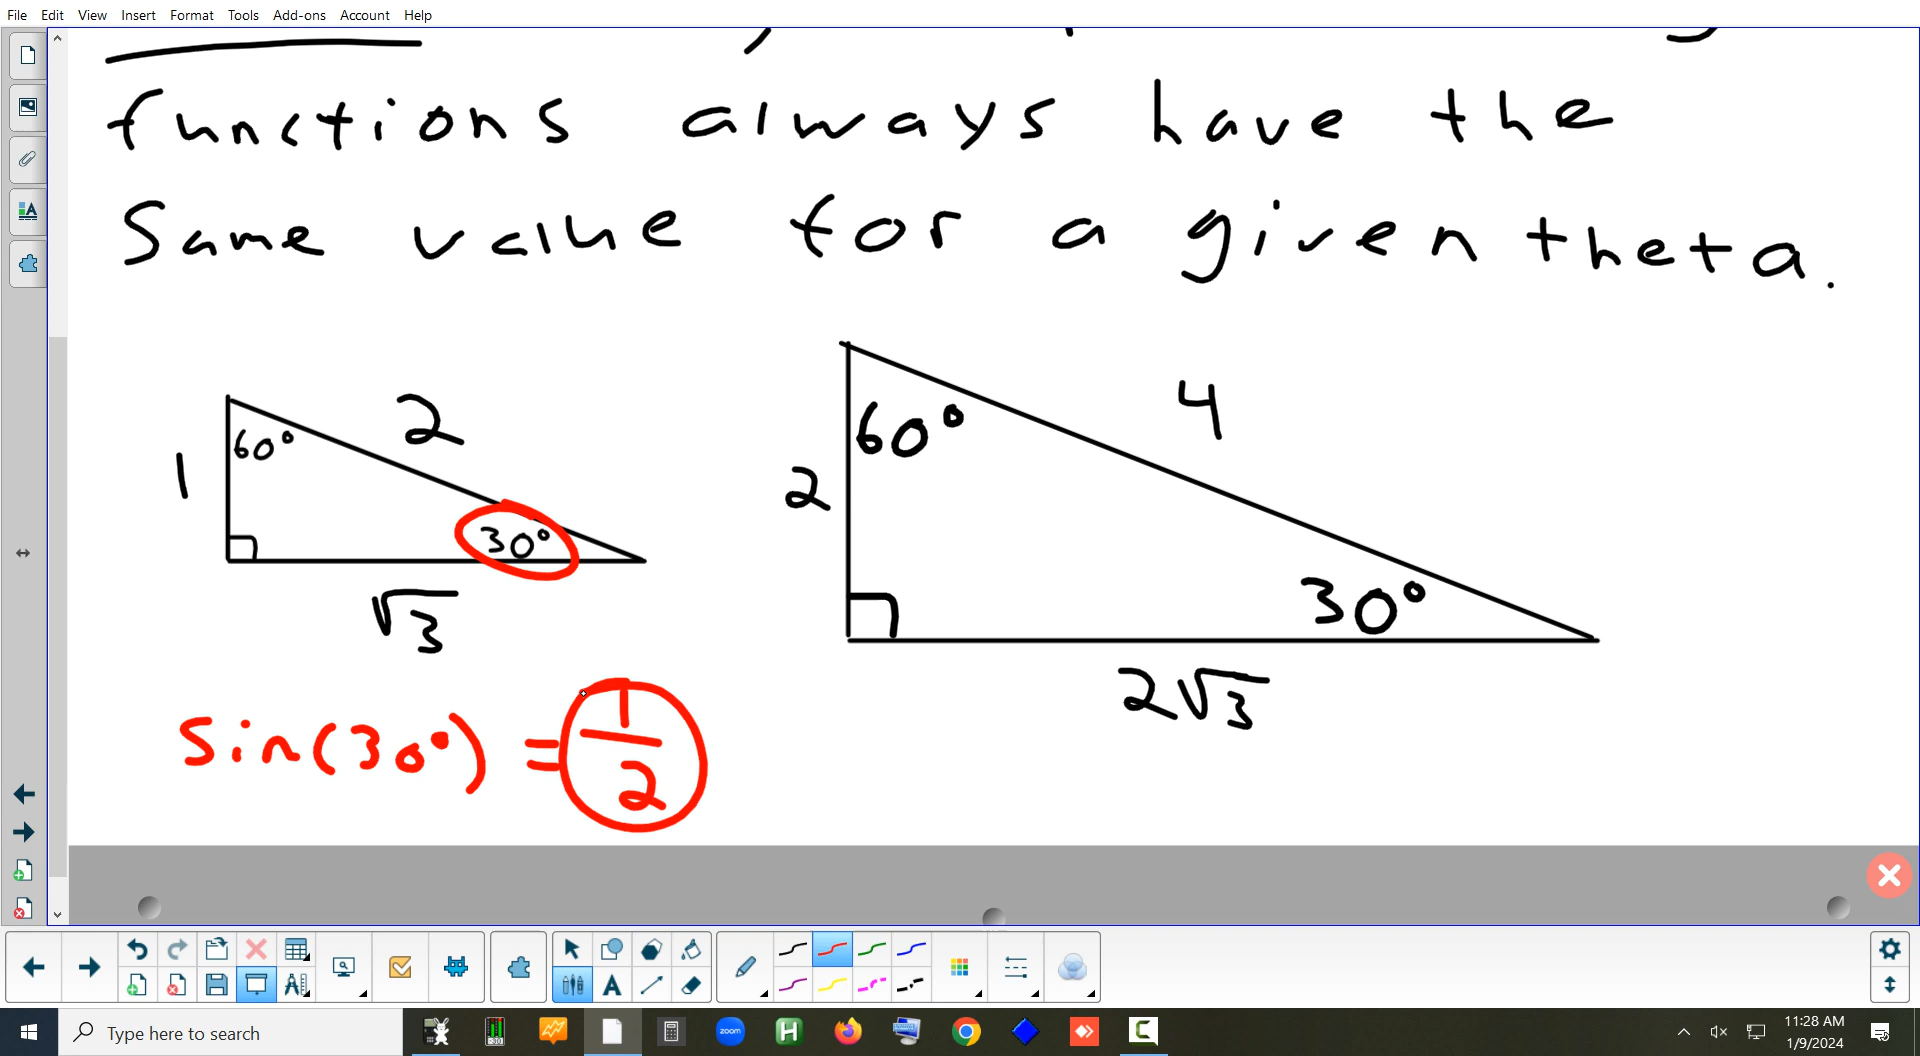 File Edit View Insert Format Tools Add-ons Account Help
functions always have the
Same value for a given theta.
2
60°
1
30°
√3
4
60°
2
30°
2√3
sin(30°) = 1/2
Type here to search
zoom
H
11:28 AM
1/9/2024